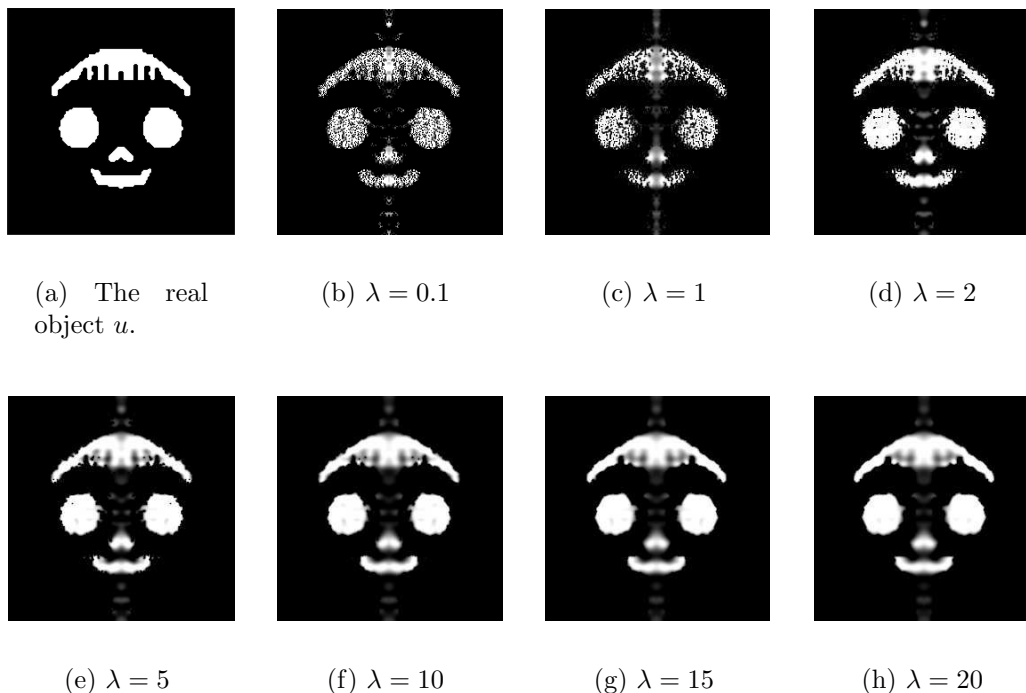 (a) The real
object u.
(b) λ = 0.1
(c) λ = 1
(d) λ = 2
(e) λ = 5
(f) λ = 10
(g) λ = 15
(h) λ = 20